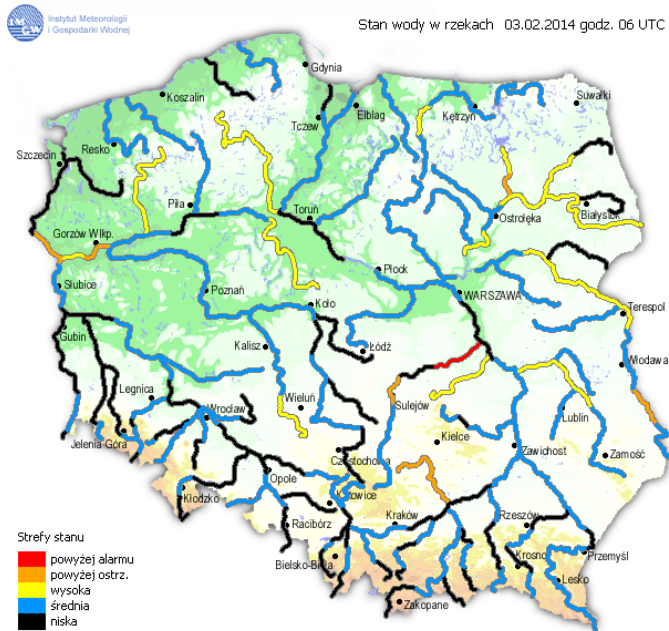 IMGW
Instytut Meteorologii
i Gospodarki Wodnej
Stan wody w rzekach 03.02.2014 godz. 06 UTC
Gdynia
Koszalin
Suwałki
Tczew
Elbląg
Kętrzyn
Resko
Szczecin
Piła
Toruń
Ostrołęka
Białystok
Gorzów Wlkp.
Płock
Słubice
Poznań
WARSZAWA
Koło
Terespol
Gubin
Kalisz
Łódź
Włodawa
Legnica
Wieluń
Sulejów
Wrocław
Lublin
Jelenia Góra
Kielce
Zawichost
Częstochowa
Zamość
Opole
Kłodzko
Katowice
Racibórz
Kraków
Rzeszów
Przemyśl
Bielsko-Biała
Krosno
Lesko
Zakopane
Strefy stanu
powyżej alarmu
powyżej ostrz.
wysoka
średnia
niska